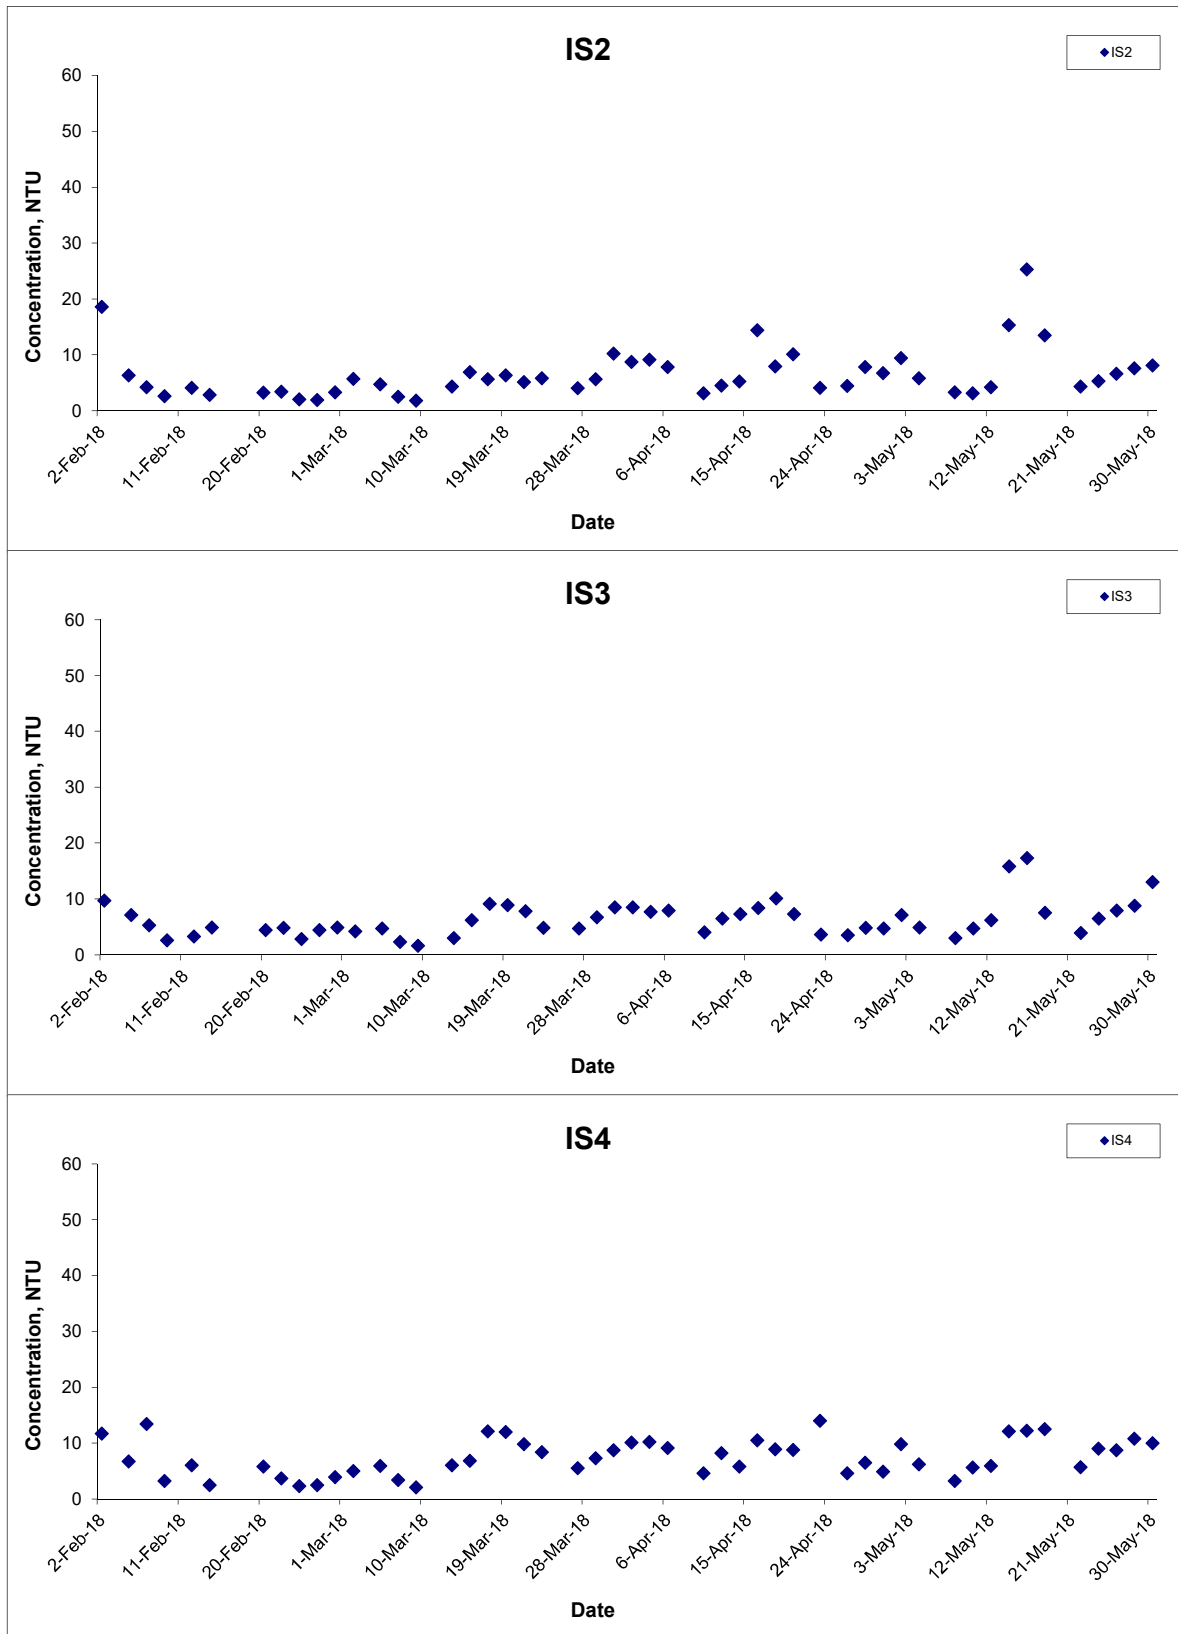 IS2
IS2
60
50
40
30
20
10
0
Concentration, NTU
2-Feb-18
11-Feb-18
20-Feb-18
1-Mar-18
10-Mar-18
19-Mar-18
28-Mar-18
6-Apr-18
15-Apr-18
24-Apr-18
3-May-18
12-May-18
21-May-18
30-May-18
Date
IS3
IS3
60
50
40
30
20
10
0
Concentration, NTU
2-Feb-18
11-Feb-18
20-Feb-18
1-Mar-18
10-Mar-18
19-Mar-18
28-Mar-18
6-Apr-18
15-Apr-18
24-Apr-18
3-May-18
12-May-18
21-May-18
30-May-18
Date
IS4
IS4
60
50
40
30
20
10
0
Concentration, NTU
2-Feb-18
11-Feb-18
20-Feb-18
1-Mar-18
10-Mar-18
19-Mar-18
28-Mar-18
6-Apr-18
15-Apr-18
24-Apr-18
3-May-18
12-May-18
21-May-18
30-May-18
Date